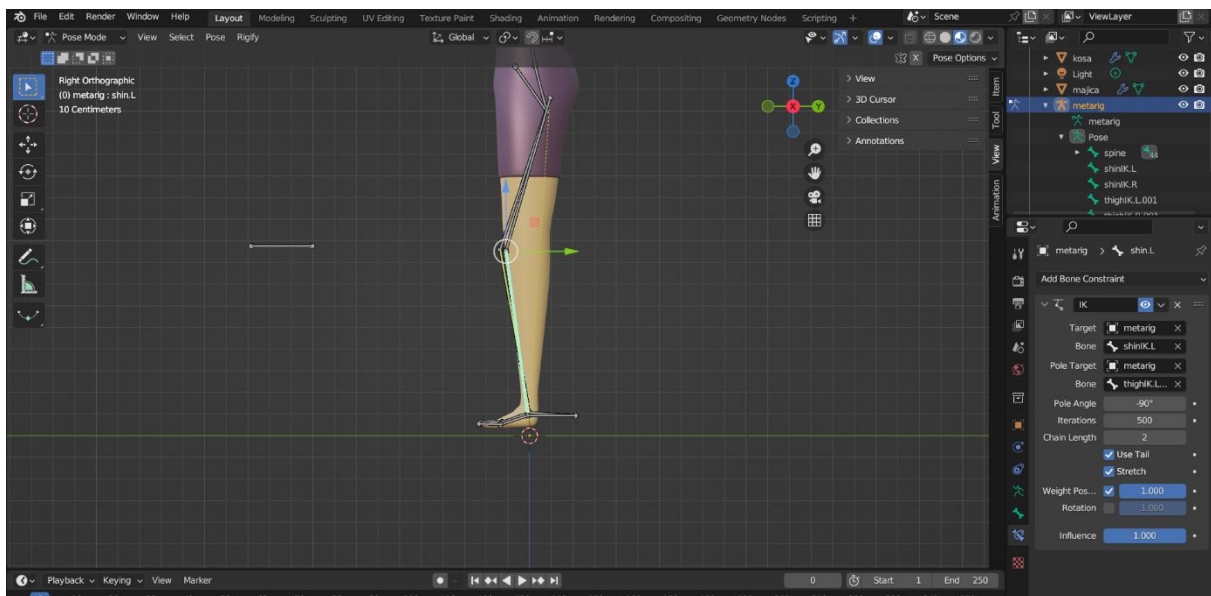 File Edit Render Window Help Layout Modeling Sculpting UV Editing Texture Paint Shading Animation Rendering Compositing Geometry Nodes Scripting + Scene ViewLayer
Pose Mode View Select Pose Rigify Global
X Pose Options
Right Orthographic
(0) metarig : shin.L
10 Centimeters
Z
X
Y
View
3D Cursor
Collections
Annotations
Item
Tool
View
Animation
kosa
Light
majica
metarig
metarig
Pose
spine 44
shinIK.L
shinIK.R
thighIK.L.001
metarig > shin.L
Add Bone Constraint
IK
Target metarig
Bone shinIK.L
Pole Target metarig
Bone thighIK.L...
Pole Angle -90°
Iterations 500
Chain Length 2
Use Tail
Stretch
Weight Pos... 1.000
Rotation 1.000
Influence 1.000
Playback Keying View Marker 0 Start 1 End 250